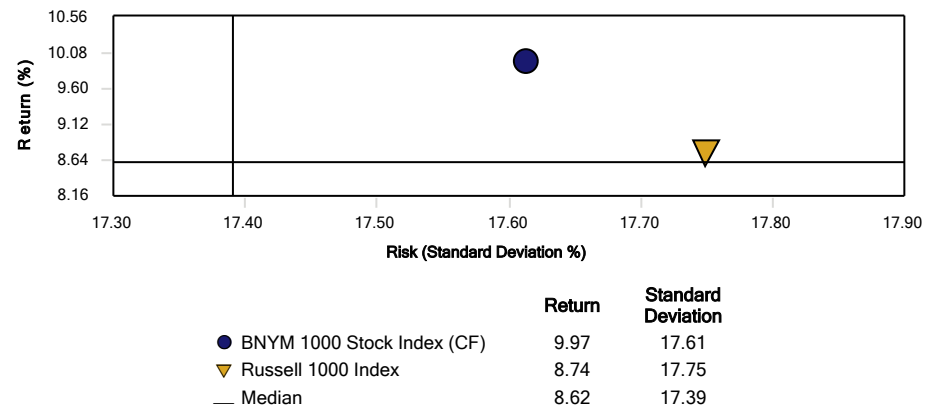 10.56
10.08
9.60
9.12
8.64
8.16
Return (%)
17.30 17.40 17.50 17.60 17.70 17.80 17.90
Risk (Standard Deviation %)
Return Standard Deviation
BNYM 1000 Stock Index (CF) 9.97 17.61
Russell 1000 Index 8.74 17.75
Median 8.62 17.39